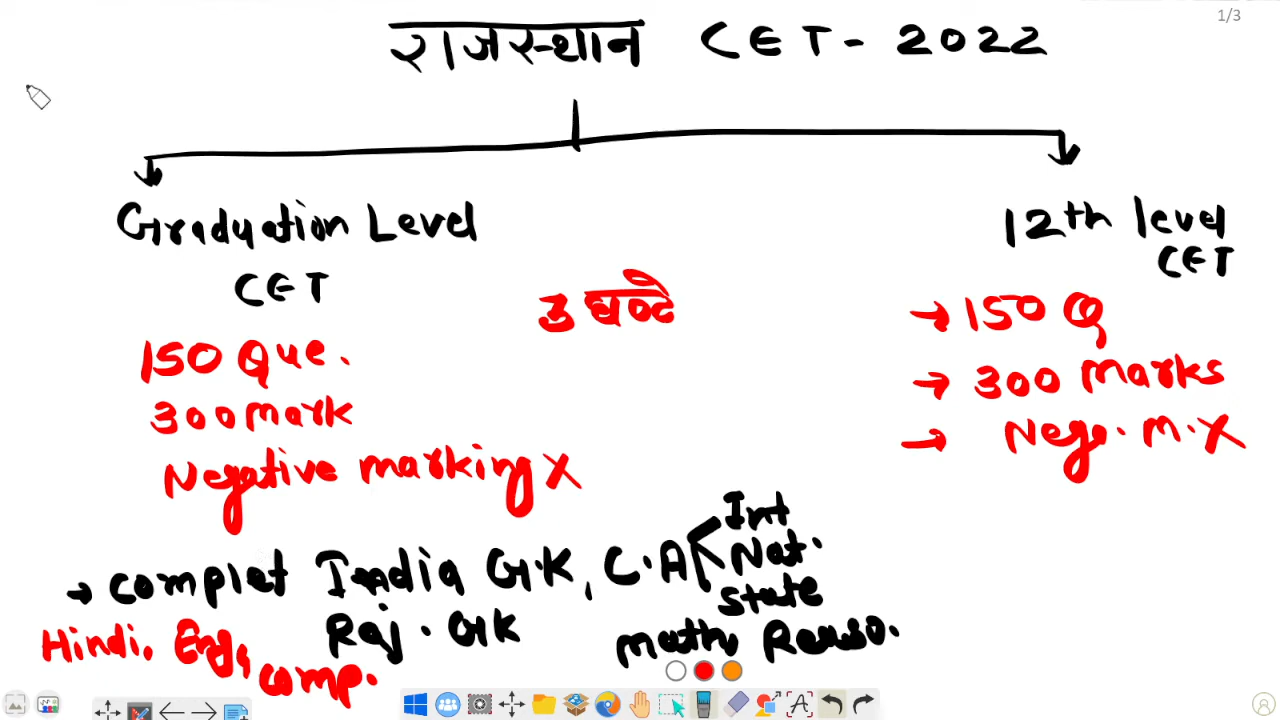 1/3
राजस्थान CET - 2022
Graduation Level
CET
150 Que.
300 mark
Negative marking X
3 घण्टे
12th level
CET
→ 150 Q
→ 300 marks
→ Nego. M. X
→ complet India G.K, C.A
Int
Nat.
state
Raj. GK
math, Reaso.
Hindi, Eng,
comp.